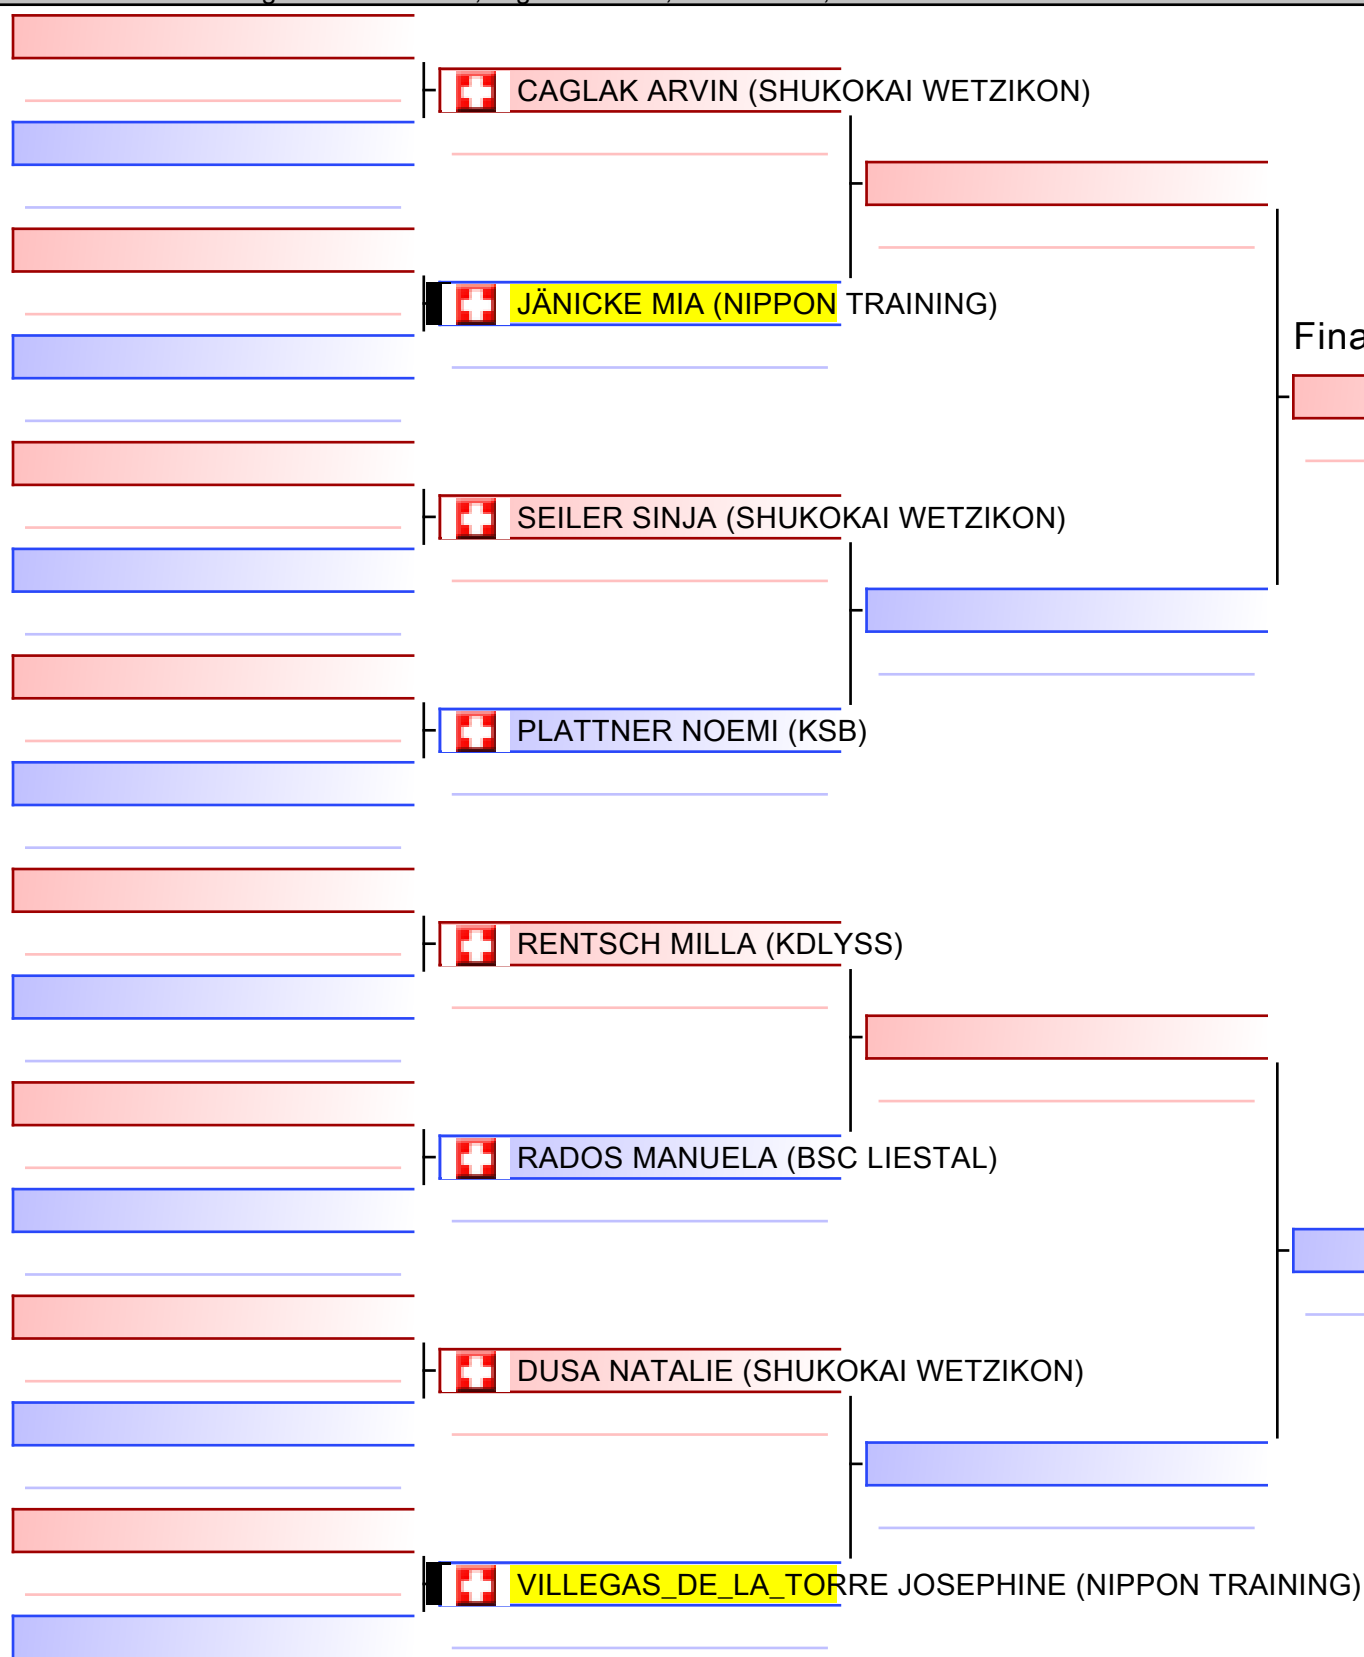 CAGLAK ARVIN (SHUKOKAI WETZIKON)
JÄNICKE MIA (NIPPON TRAINING)
Fina
SEILER SINJA (SHUKOKAI WETZIKON)
PLATTNER NOEMI (KSB)
RENTSCH MILLA (KDLYSS)
RADOS MANUELA (BSC LIESTAL)
DUSA NATALIE (SHUKOKAI WETZIKON)
VILLEGAS_DE_LA_TORRE JOSEPHINE (NIPPON TRAINING)